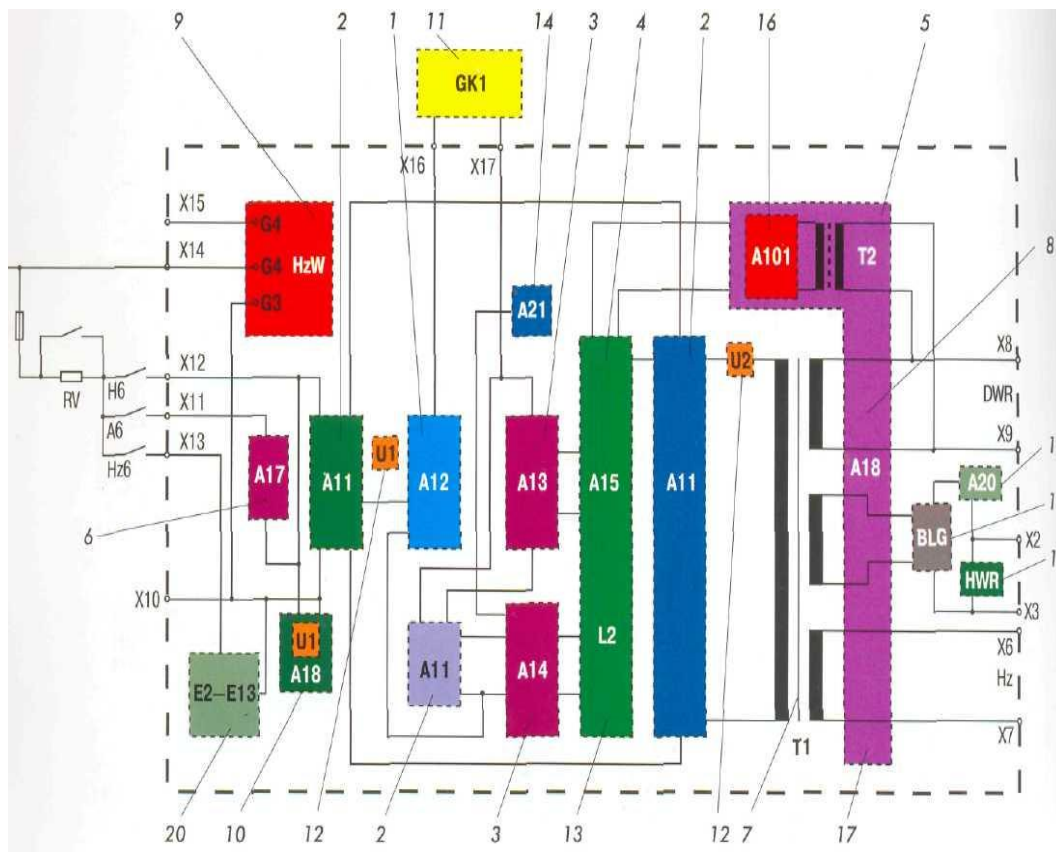 9 2 1 11 14 3 4 2 16 5
GK1
X16 X17
X15
G4
X14
G4 HzW
G3
A101 T2
8
A21
X12
U2
X8
RV H6
X11
DWR
A6
X13
X9
Hz6
A17 A11 U1 A12 A13 A15 A11 A18
A20 1
6
BLG 1
X2
HWR 1
X10
X3
U1
L2
X6
A18
A11 A14
Hz
E2–E13
X7
T1
20 10 12 2 3 13 12 7 17